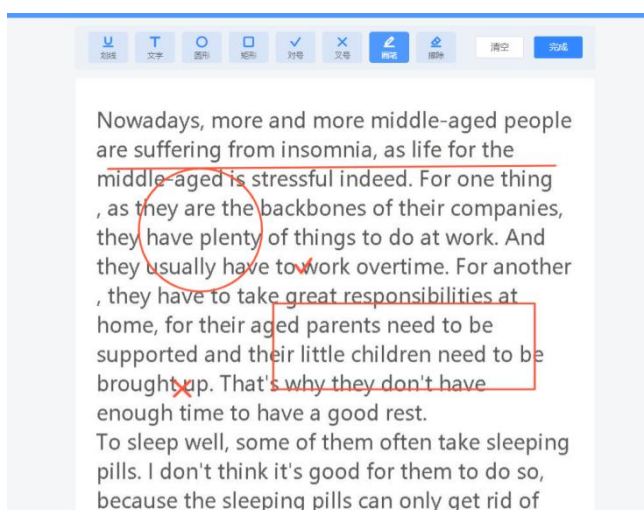 划线 文字 圆形 矩形 对号 叉号 画笔 擦除 清空 完成
Nowadays, more and more middle-aged people
are suffering from insomnia, as life for the
middle-aged is stressful indeed. For one thing
, as they are the backbones of their companies,
they have plenty of things to do at work. And
they usually have to work overtime. For another
, they have to take great responsibilities at
home, for their aged parents need to be
supported and their little children need to be
brought up. That's why they don't have
enough time to have a good rest.
To sleep well, some of them often take sleeping
pills. I don't think it's good for them to do so,
because the sleeping pills can only get rid of